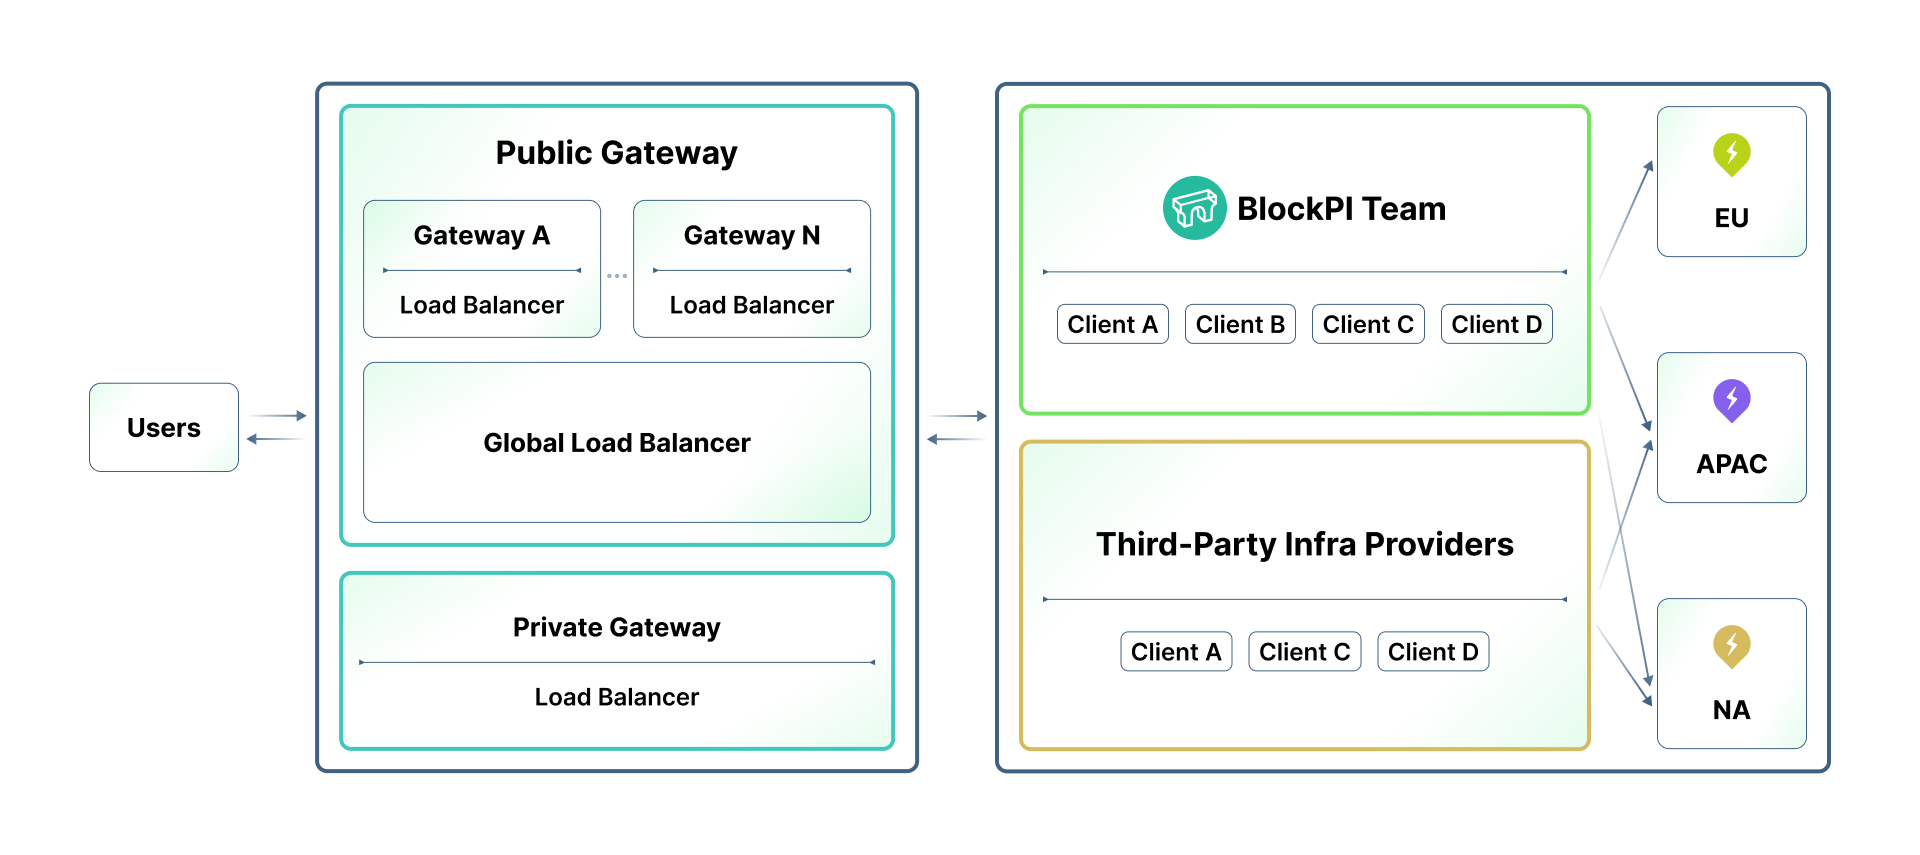 Users
Public Gateway
Gateway A
Load Balancer
...
Gateway N
Load Balancer
Global Load Balancer
Private Gateway
Load Balancer
BlockPI Team
Client A
Client B
Client C
Client D
Third-Party Infra Providers
Client A
Client C
Client D
EU
APAC
NA